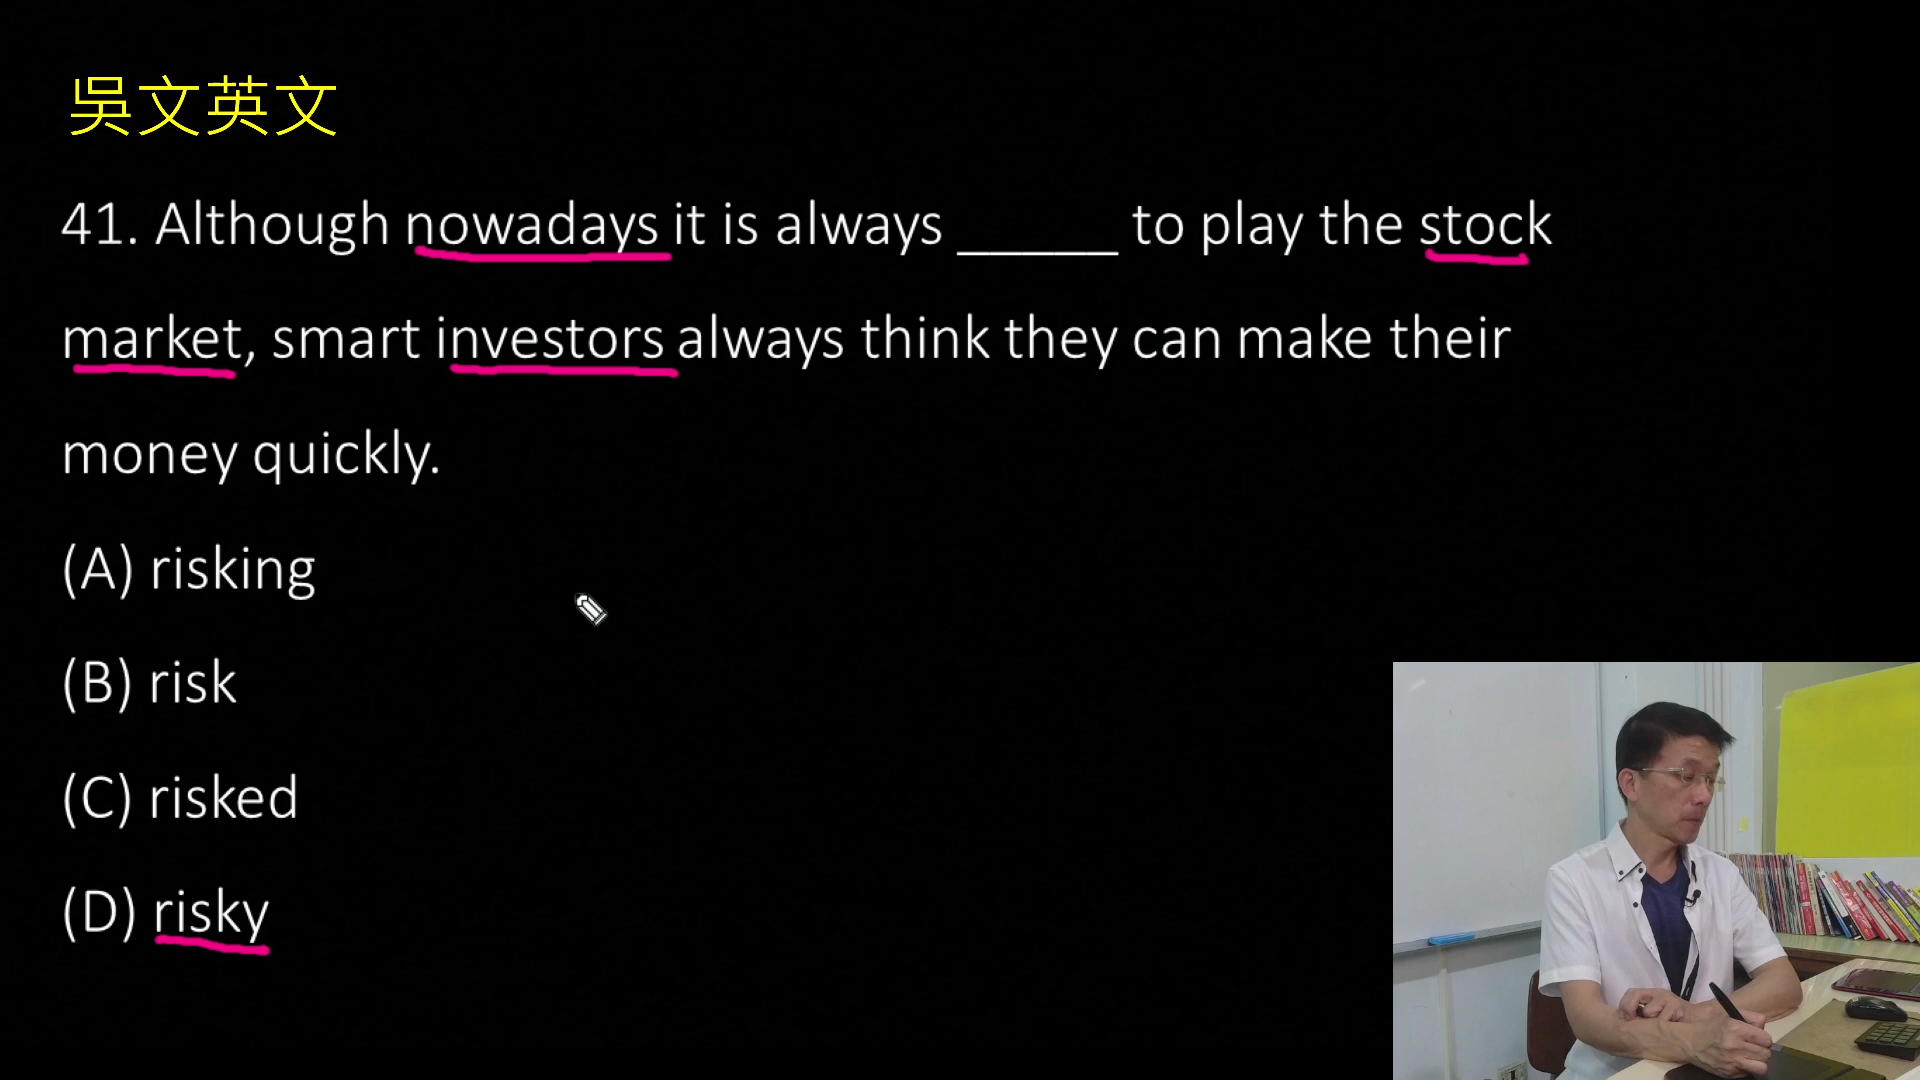 吳文英文
41. Although nowadays it is always _____ to play the stock
market, smart investors always think they can make their
money quickly.
(A) risking
(B) risk
(C) risked
(D) risky